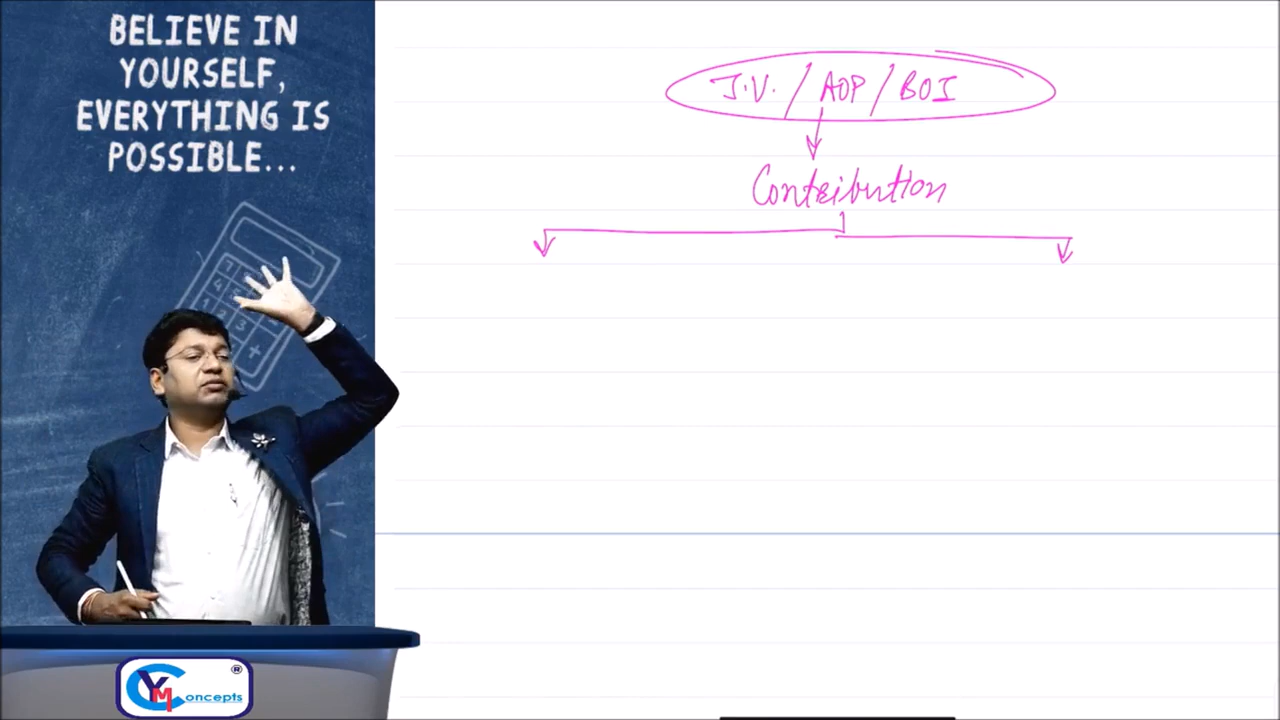 BELIEVE IN
YOURSELF,
EVERYTHING IS
POSSIBLE...
J.V. / AOP / BOI
Contribution
YM Concepts ®